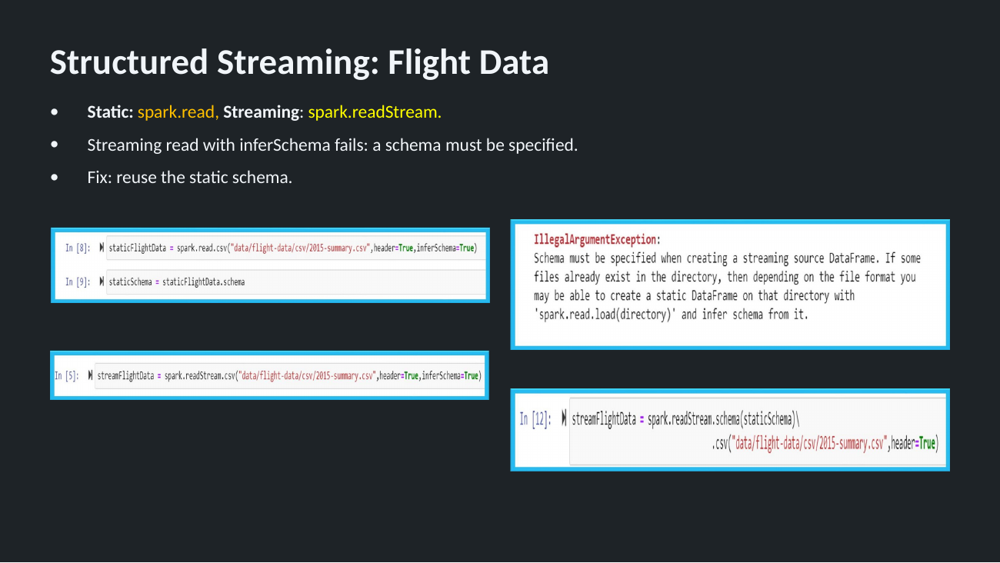 Structured Streaming: Flight Data
• Static: spark.read, Streaming: spark.readStream.
• Streaming read with inferSchema fails: a schema must be specified.
• Fix: reuse the static schema.
In [8]: staticFlightData = spark.read.csv("data/flight-data/csv/2015-summary.csv",header=True,inferSchema=True)
In [9]: staticSchema = staticFlightData.schema
In [5]: streamFlightData = spark.readStream.csv("data/flight-data/csv/2015-summary.csv",header=True,inferSchema=True)
IllegalArgumentException:
Schema must be specified when creating a streaming source DataFrame. If some
files already exist in the directory, then depending on the file format you
may be able to create a static DataFrame on that directory with
'spark.read.load(directory)' and infer schema from it.
In [12]: streamFlightData = spark.readStream.schema(staticSchema)\
.csv("data/flight-data/csv/2015-summary.csv",header=True)